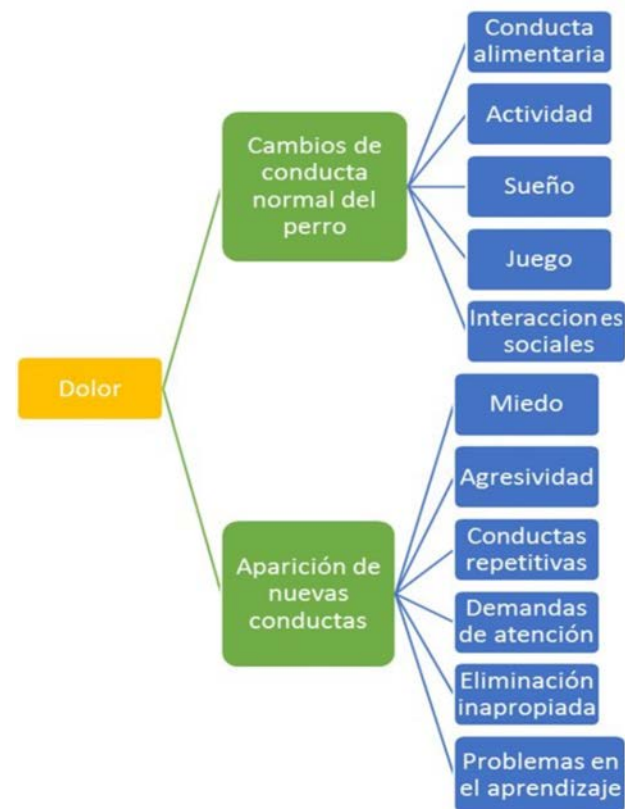 Dolor
Cambios de
conducta
normal del
perro
Conducta
alimentaria
Actividad
Sueño
Juego
Interacciones
sociales
Aparición de
nuevas
conductas
Miedo
Agresividad
Conductas
repetitivas
Demandas
de atención
Eliminación
inapropiada
Problemas en
el aprendizaje